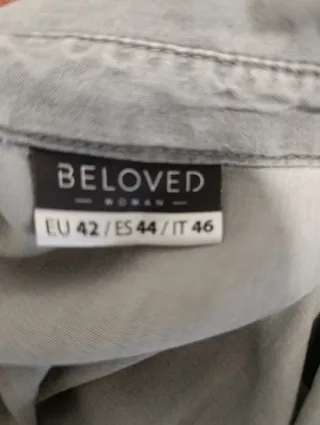 BELOVED
— WOMAN —
EU 42 / ES 44 / IT 46